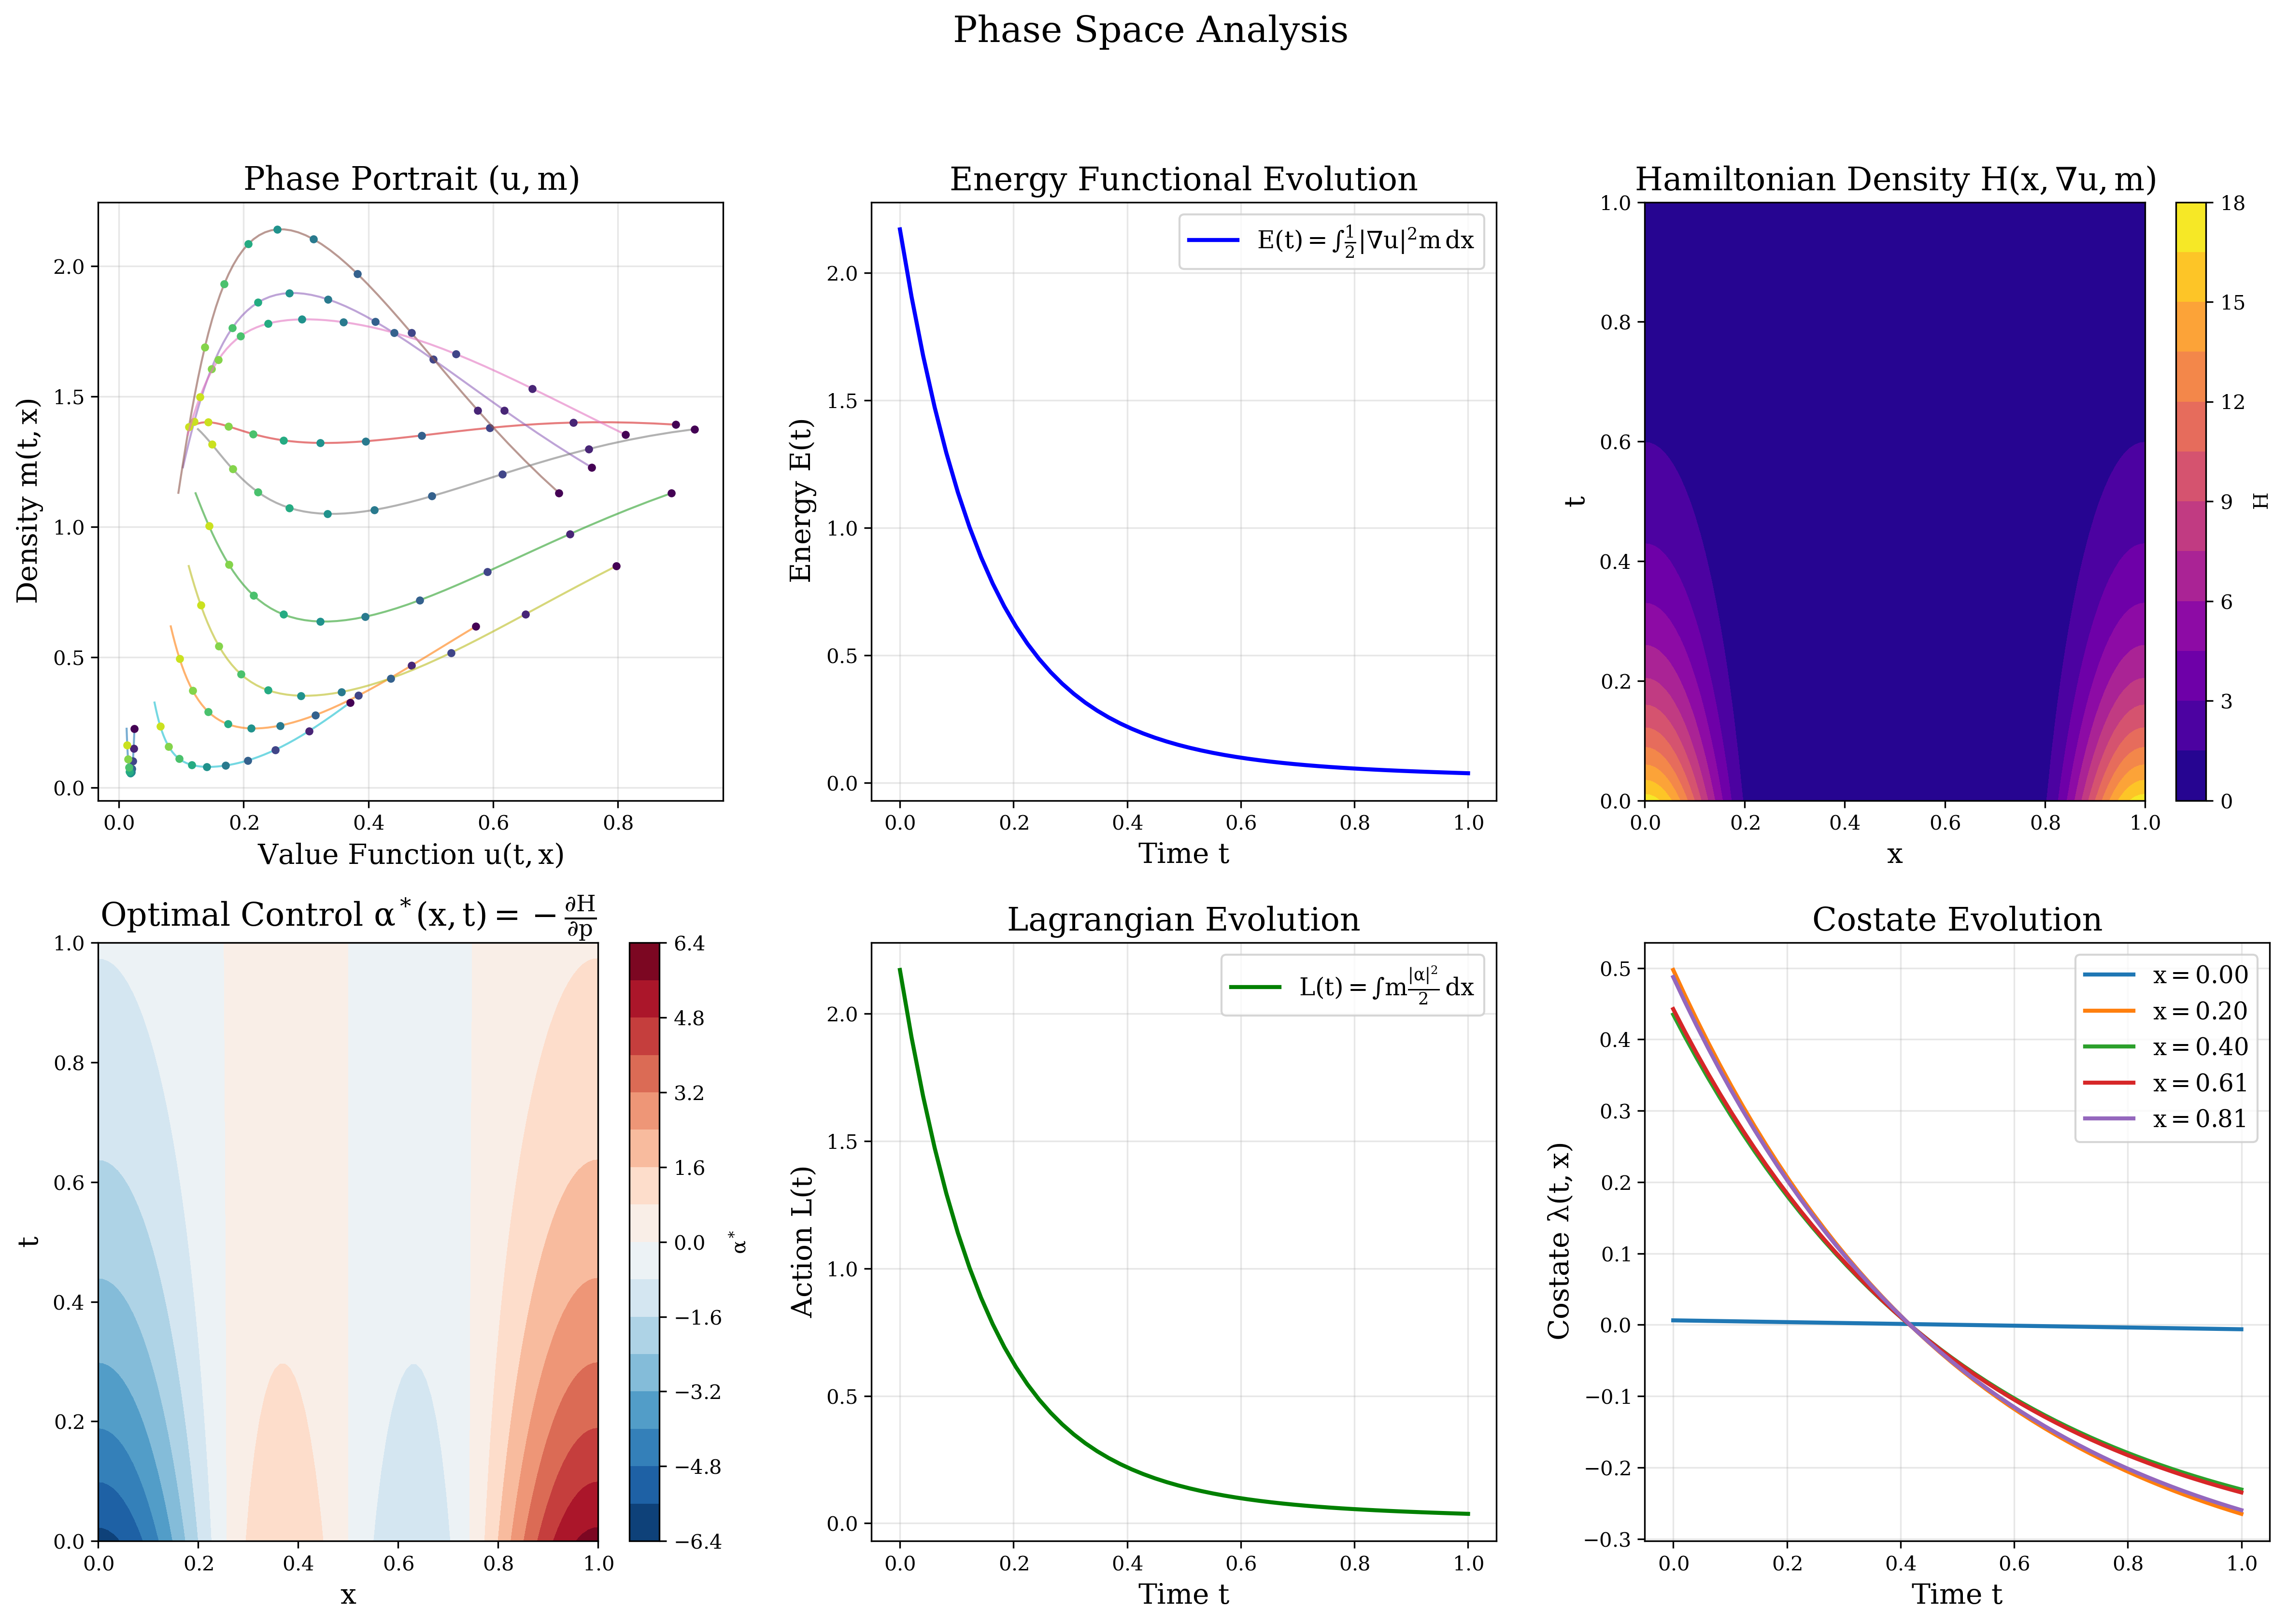 Phase Space Analysis
Phase Portrait (u, m)
Density m(t, x)
2.0
1.5
1.0
0.5
0.0
0.0 0.2 0.4 0.6 0.8
Value Function u(t, x)
Energy Functional Evolution
E(t) = ∫½|∇u|²m dx
Energy E(t)
2.0
1.5
1.0
0.5
0.0
0.0 0.2 0.4 0.6 0.8 1.0
Time t
Hamiltonian Density H(x, ∇u, m)
t
1.0
0.8
0.6
0.4
0.2
0.0
0.0 0.2 0.4 0.6 0.8 1.0
x
18
15
12
9
6
3
0
H
Optimal Control α*(x, t) = − ∂H/∂p
t
1.0
0.8
0.6
0.4
0.2
0.0
0.0 0.2 0.4 0.6 0.8 1.0
x
6.4
4.8
3.2
1.6
0.0
−1.6
−3.2
−4.8
−6.4
α*
Lagrangian Evolution
L(t) = ∫m|α|²/2 dx
Action L(t)
2.0
1.5
1.0
0.5
0.0
0.0 0.2 0.4 0.6 0.8 1.0
Time t
Costate Evolution
x = 0.00
x = 0.20
x = 0.40
x = 0.61
x = 0.81
Costate λ(t, x)
0.5
0.4
0.3
0.2
0.1
0.0
−0.1
−0.2
−0.3
0.0 0.2 0.4 0.6 0.8 1.0
Time t